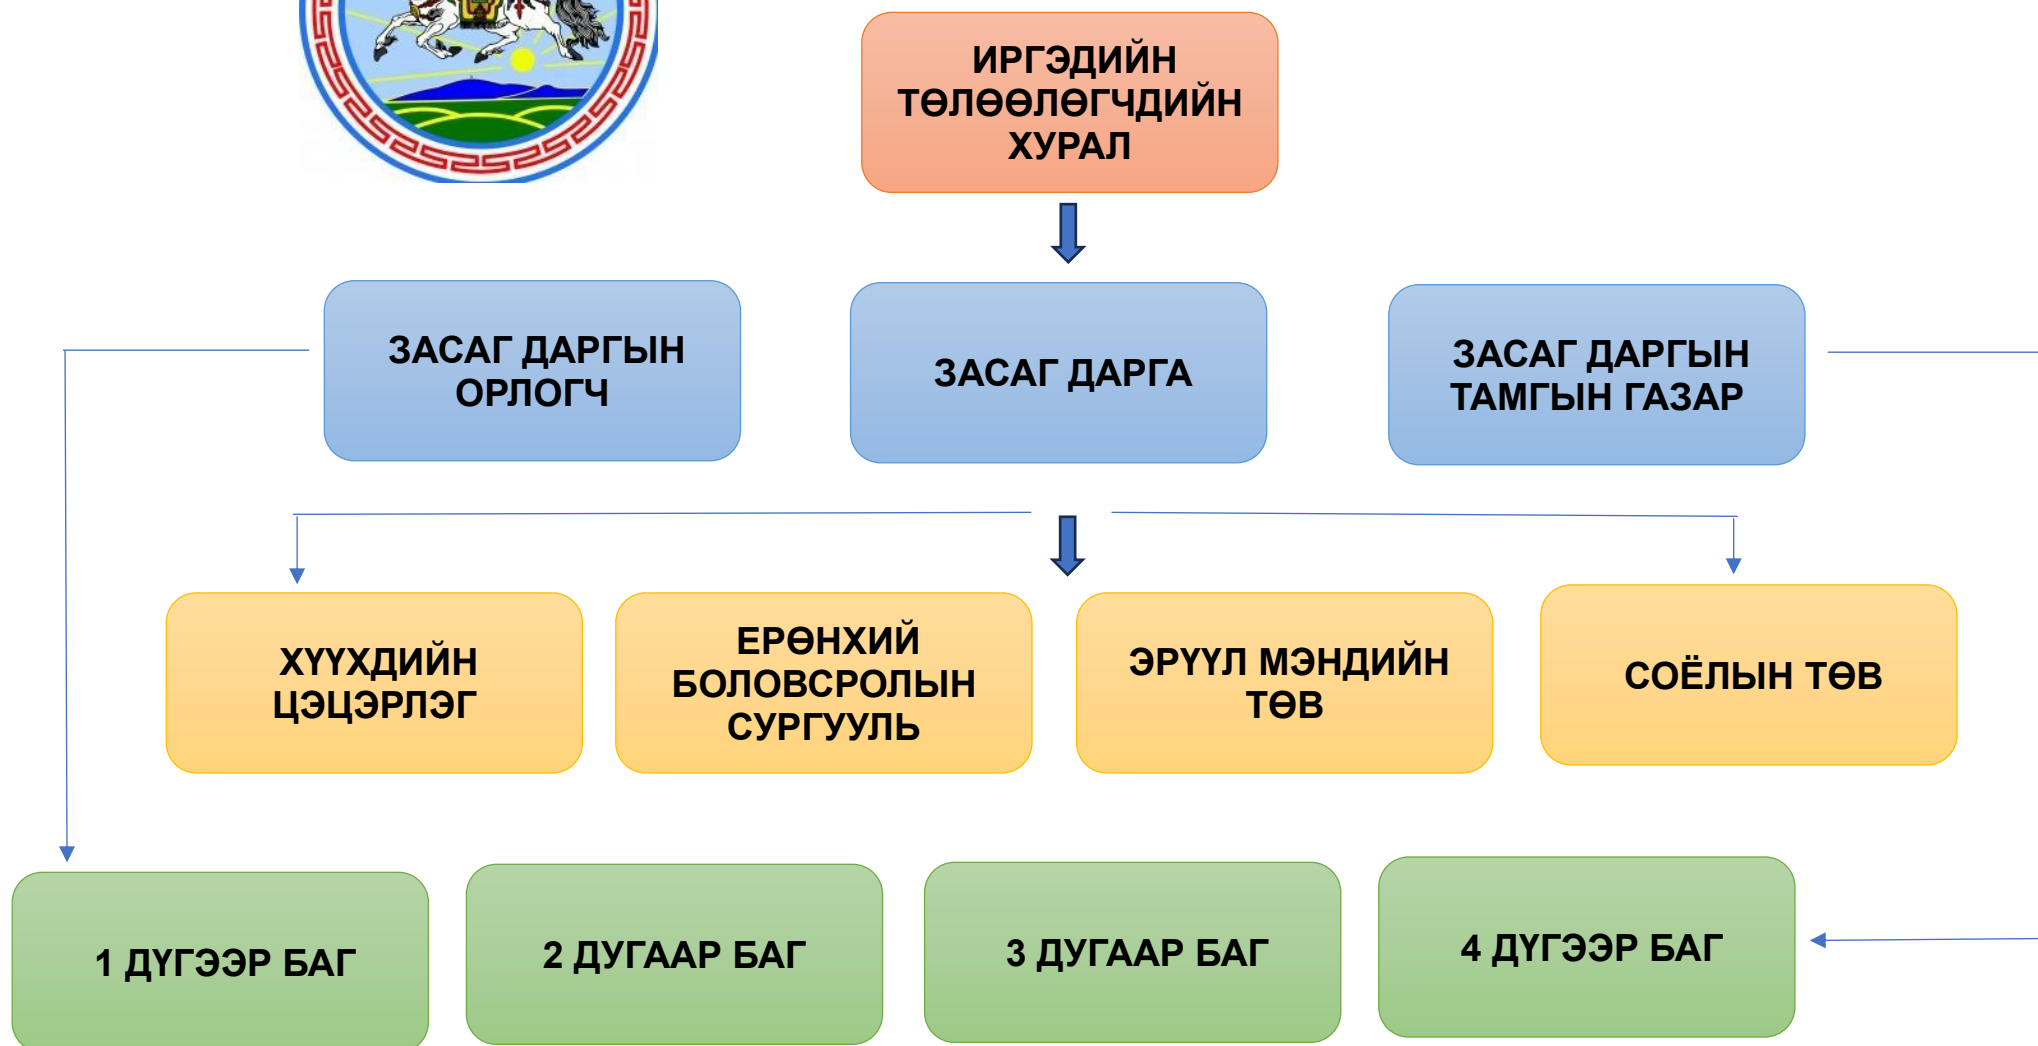 ИРГЭДИЙН
ТӨЛӨӨЛӨГЧДИЙН
ХУРАЛ
ЗАСАГ ДАРГЫН
ОРЛОГЧ
ЗАСАГ ДАРГА
ЗАСАГ ДАРГЫН
ТАМГЫН ГАЗАР
ХҮҮХДИЙН
ЦЭЦЭРЛЭГ
ЕРӨНХИЙ
БОЛОВСРОЛЫН
СУРГУУЛЬ
ЭРҮҮЛ МЭНДИЙН
ТӨВ
СОЁЛЫН ТӨВ
1 ДҮГЭЭР БАГ
2 ДУГААР БАГ
3 ДУГААР БАГ
4 ДҮГЭЭР БАГ